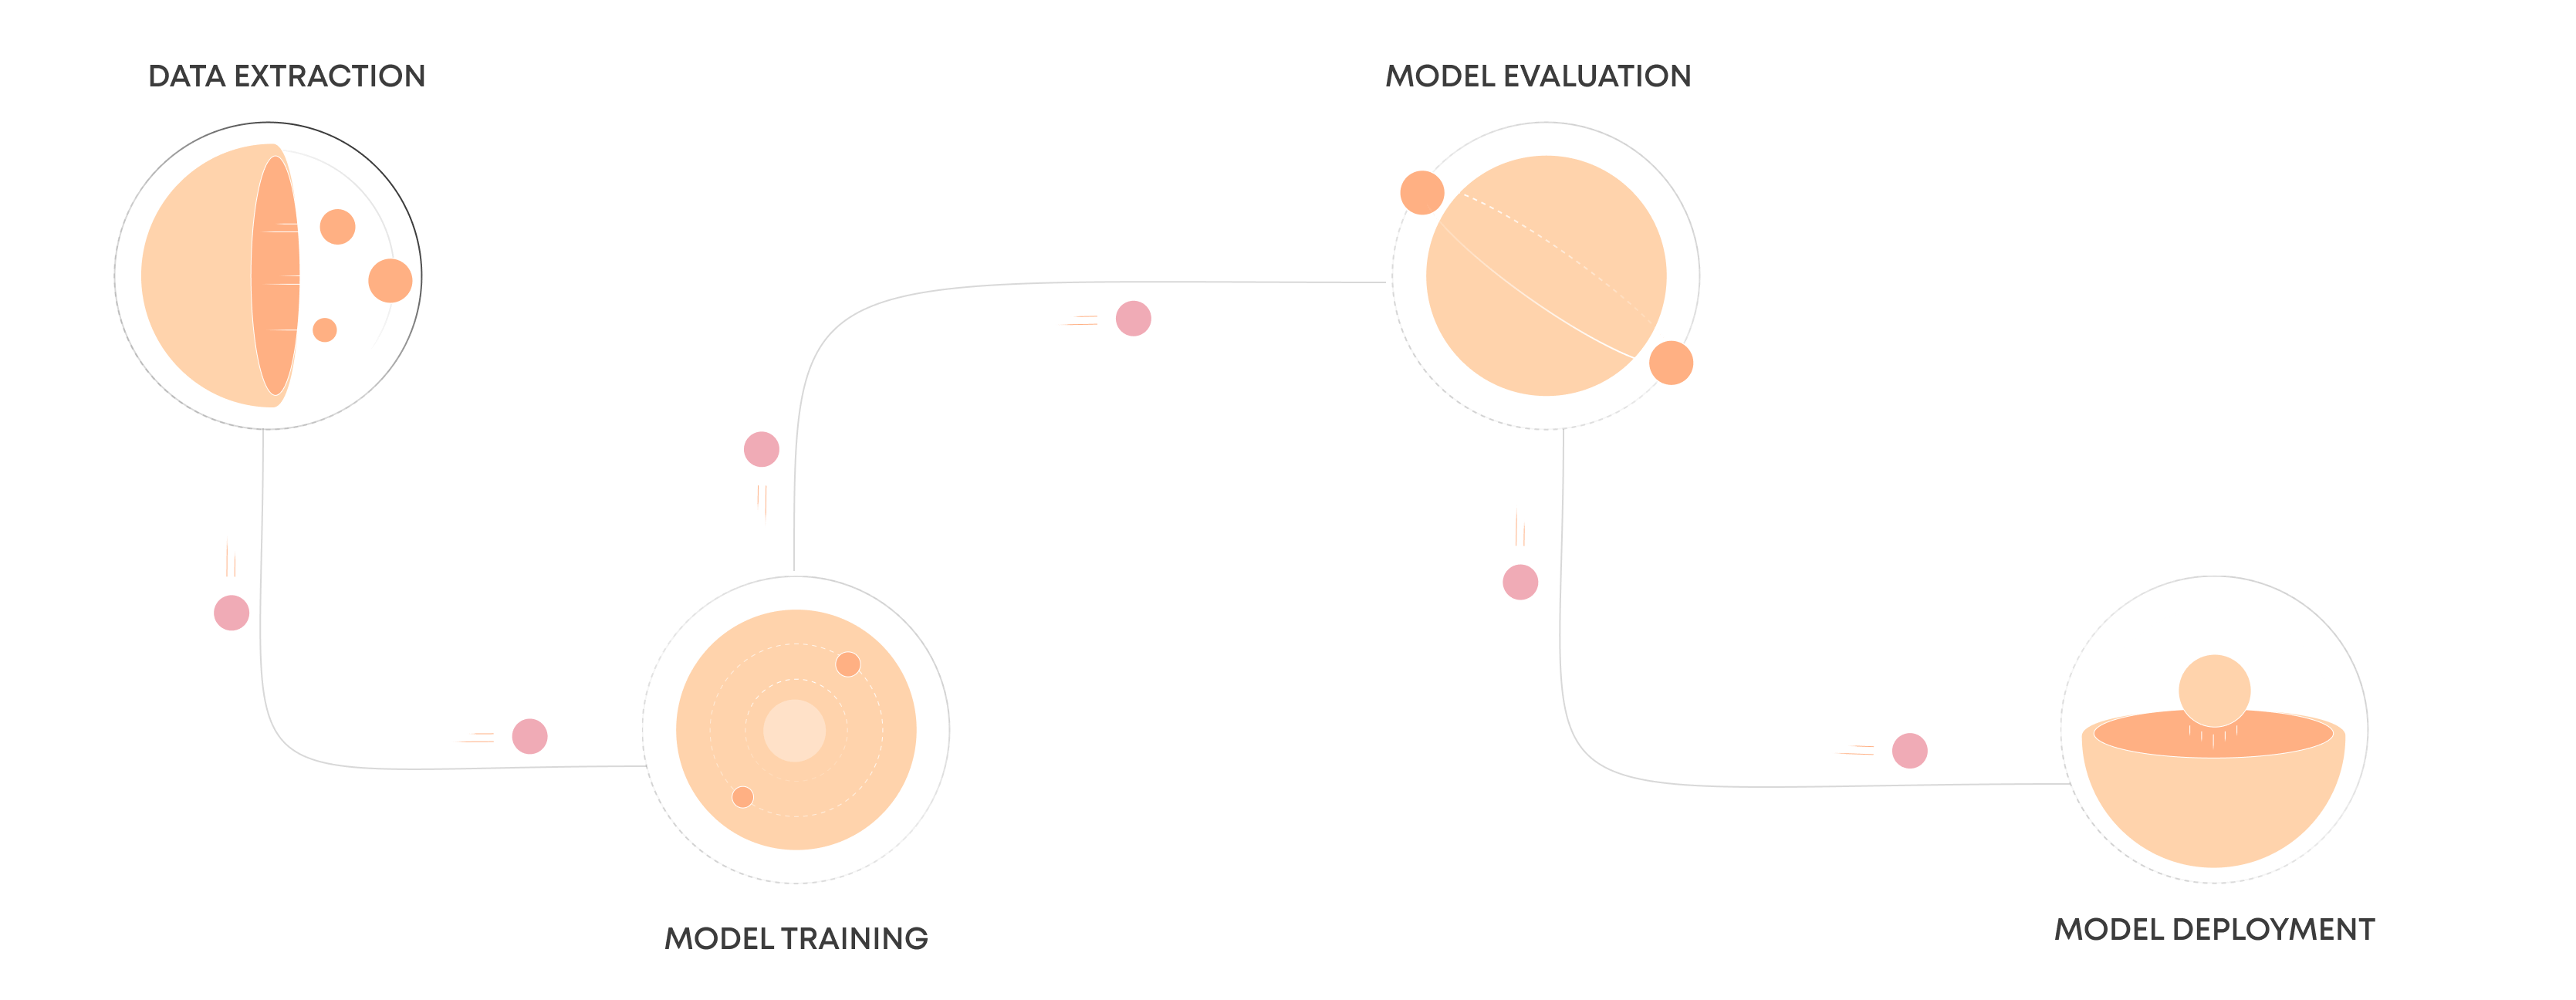 DATA EXTRACTION
MODEL EVALUATION
MODEL TRAINING
MODEL DEPLOYMENT